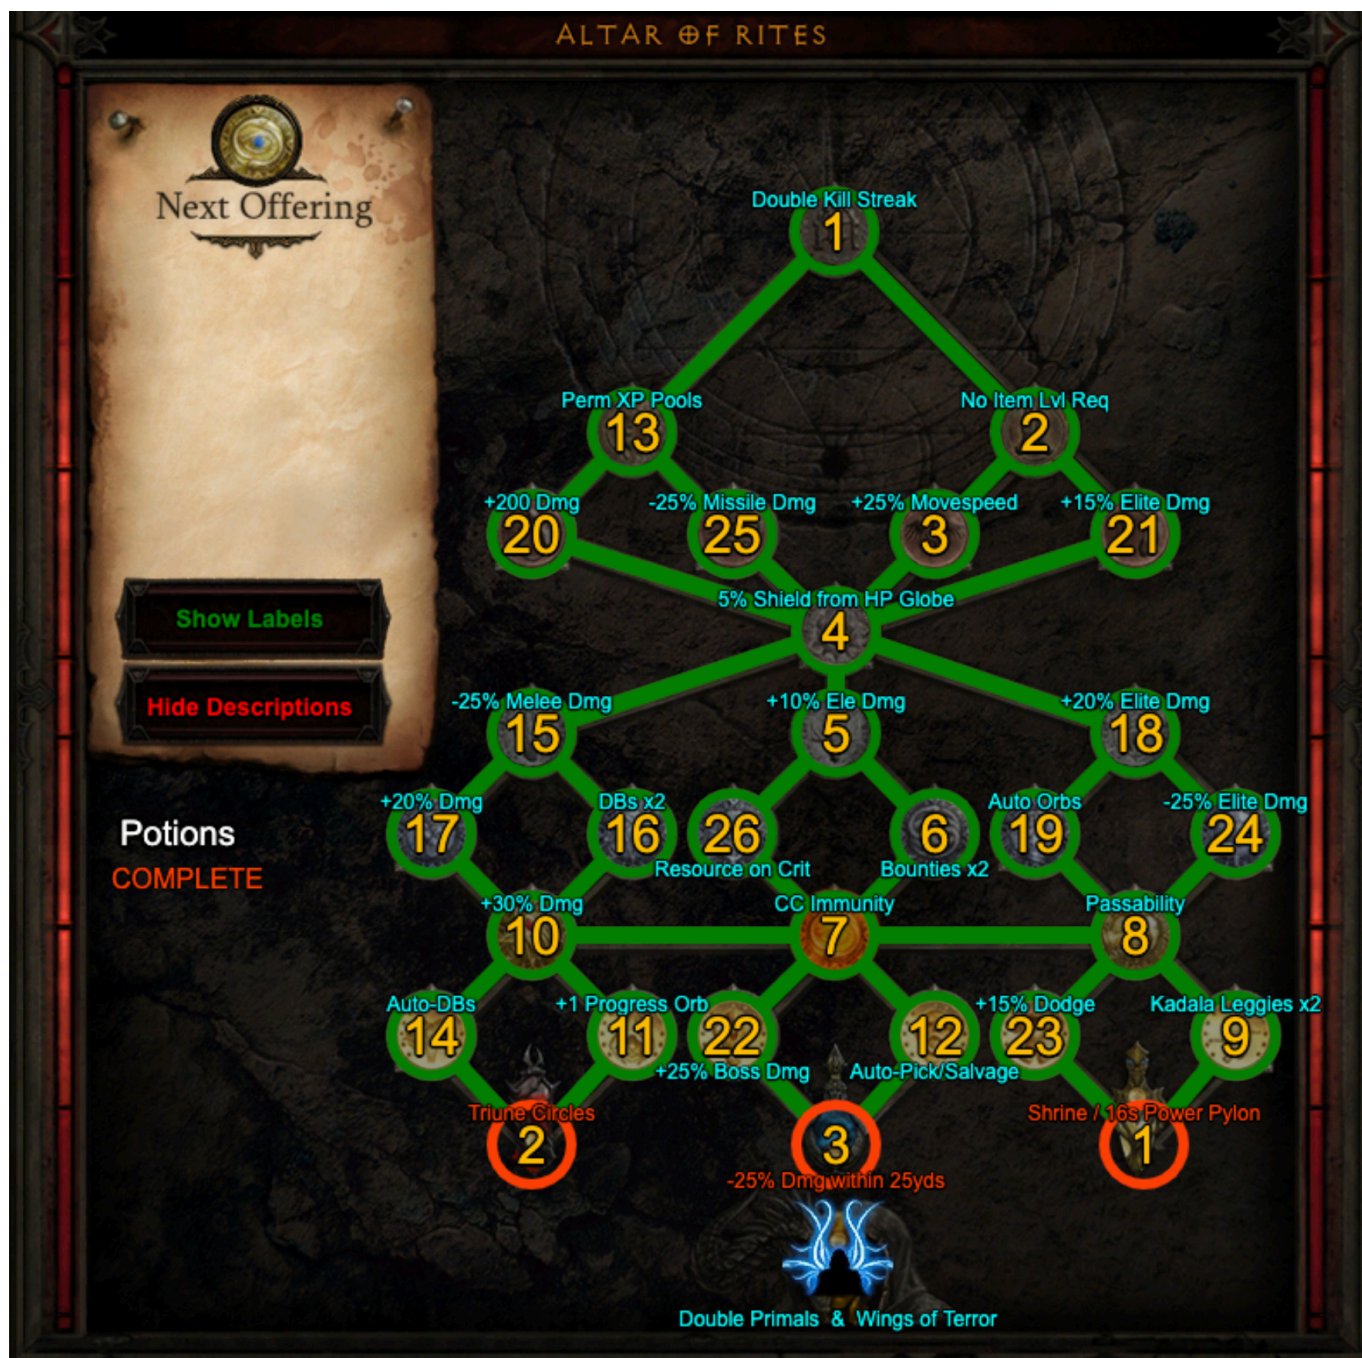 ALTAR OF RITES
Next Offering
Double Kill Streak
1
Perm XP Pools
No Item Lvl Req
13
2
+200 Dmg
-25% Missile Dmg
+25% Movespeed
+15% Elite Dmg
20
25
3
21
5% Shield from HP Globe
4
Show Labels
Hide Descriptions
-25% Melee Dmg
+10% Ele Dmg
+20% Elite Dmg
15
5
18
+20% Dmg
DBs x2
Auto Orbs
-25% Elite Dmg
17
16
26
6
19
24
Resource on Crit
Bounties x2
Potions
COMPLETE
+30% Dmg
CC Immunity
Passability
10
7
8
Auto-DBs
+1 Progress Orb
+15% Dodge
Kadala Leggies x2
14
11
22
12
23
9
+25% Boss Dmg
Auto-Pick/Salvage
Triune Circles
Shrine / 16s Power Pylon
2
3
1
-25% Dmg within 25yds
Double Primals & Wings of Terror